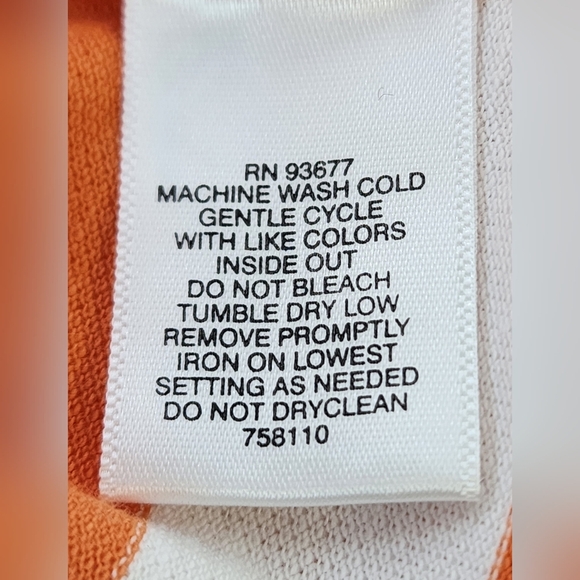 RN 93677
MACHINE WASH COLD
GENTLE CYCLE
WITH LIKE COLORS
INSIDE OUT
DO NOT BLEACH
TUMBLE DRY LOW
REMOVE PROMPTLY
IRON ON LOWEST
SETTING AS NEEDED
DO NOT DRYCLEAN
758110